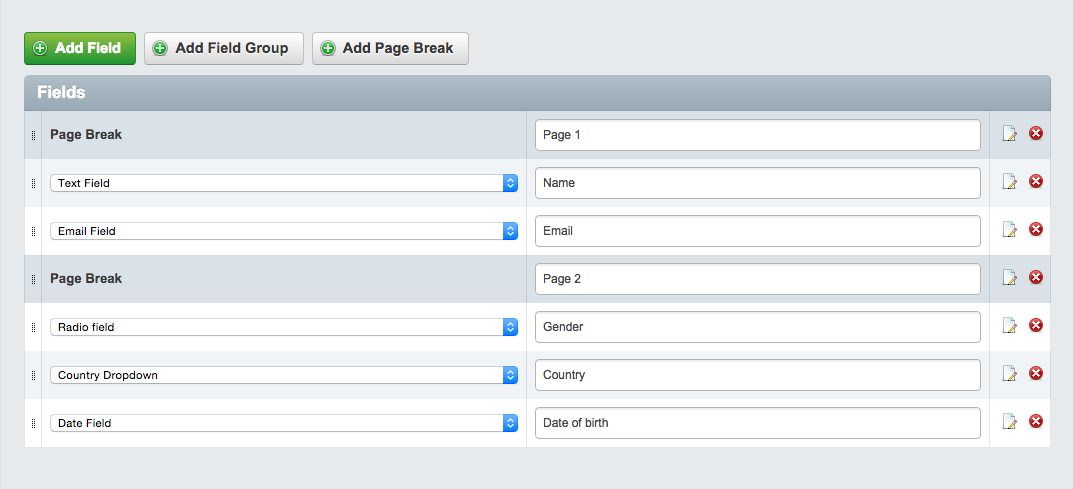 Add Field Add Field Group Add Page Break
Fields
Page Break Page 1
Text Field Name
Email Field Email
Page Break Page 2
Radio field Gender
Country Dropdown Country
Date Field Date of birth